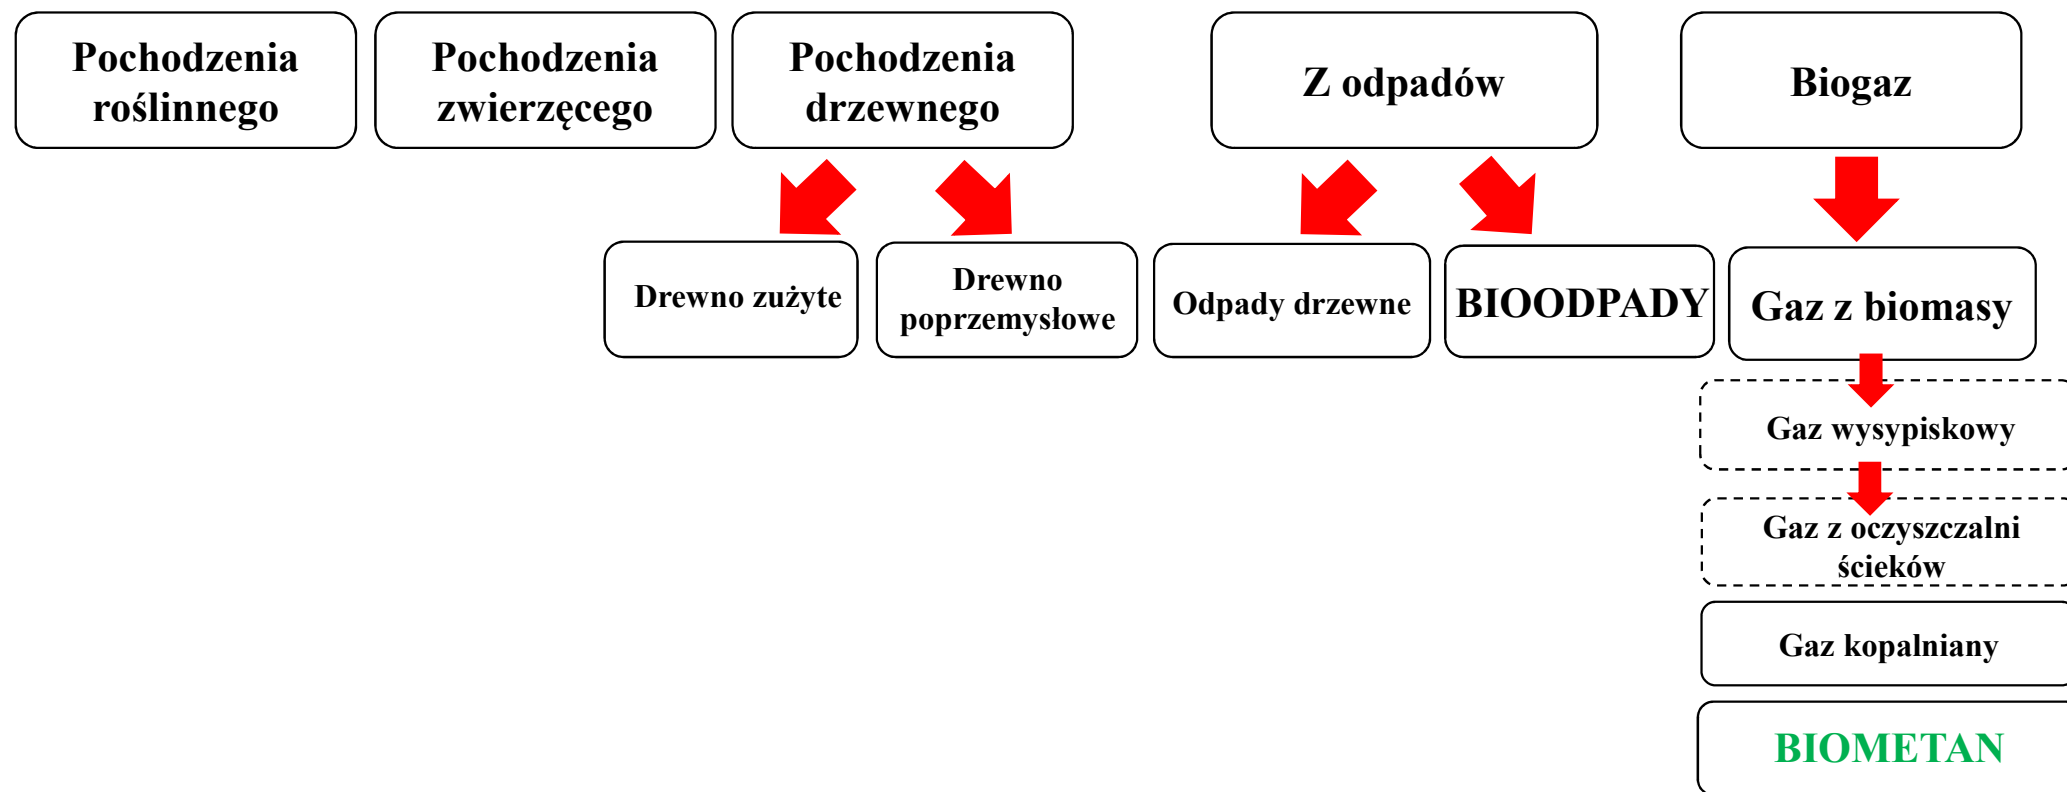 Pochodzenia
roślinnego
Pochodzenia
zwierzęcego
Pochodzenia
drzewnego
Z odpadów
Biogaz
Drewno zużyte
Drewno
poprzemysłowe
Odpady drzewne
BIOODPADY
Gaz z biomasy
Gaz wysypiskowy
Gaz z oczyszczalni
ścieków
Gaz kopalniany
BIOMETAN